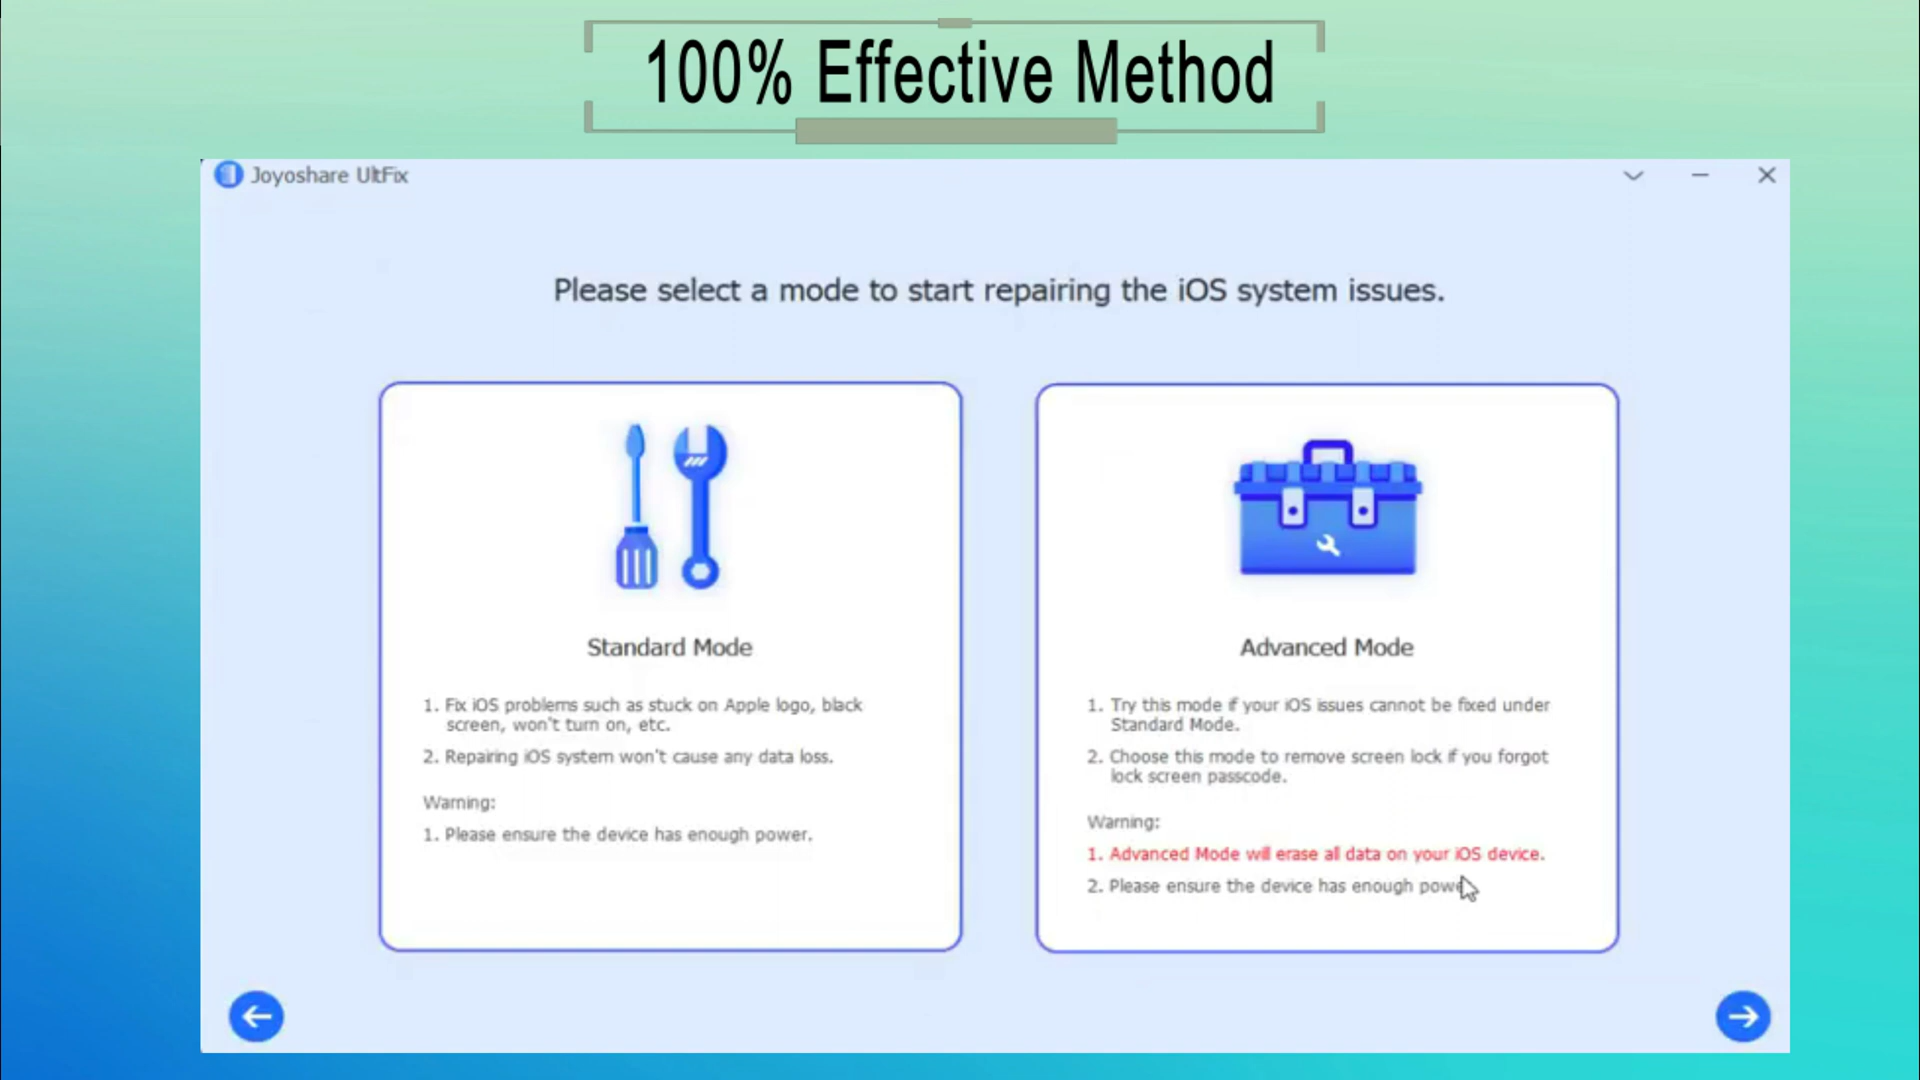 100% Effective Method
Joyoshare UltFix
Please select a mode to start repairing the iOS system issues.
Standard Mode
1. Fix iOS problems such as stuck on Apple logo, black
screen, won't turn on, etc.
2. Repairing iOS system won't cause any data loss.
Warning:
1. Please ensure the device has enough power.
Advanced Mode
1. Try this mode if your iOS issues cannot be fixed under
Standard Mode.
2. Choose this mode to remove screen lock if you forgot
lock screen passcode.
Warning:
1. Advanced Mode will erase all data on your iOS device.
2. Please ensure the device has enough power